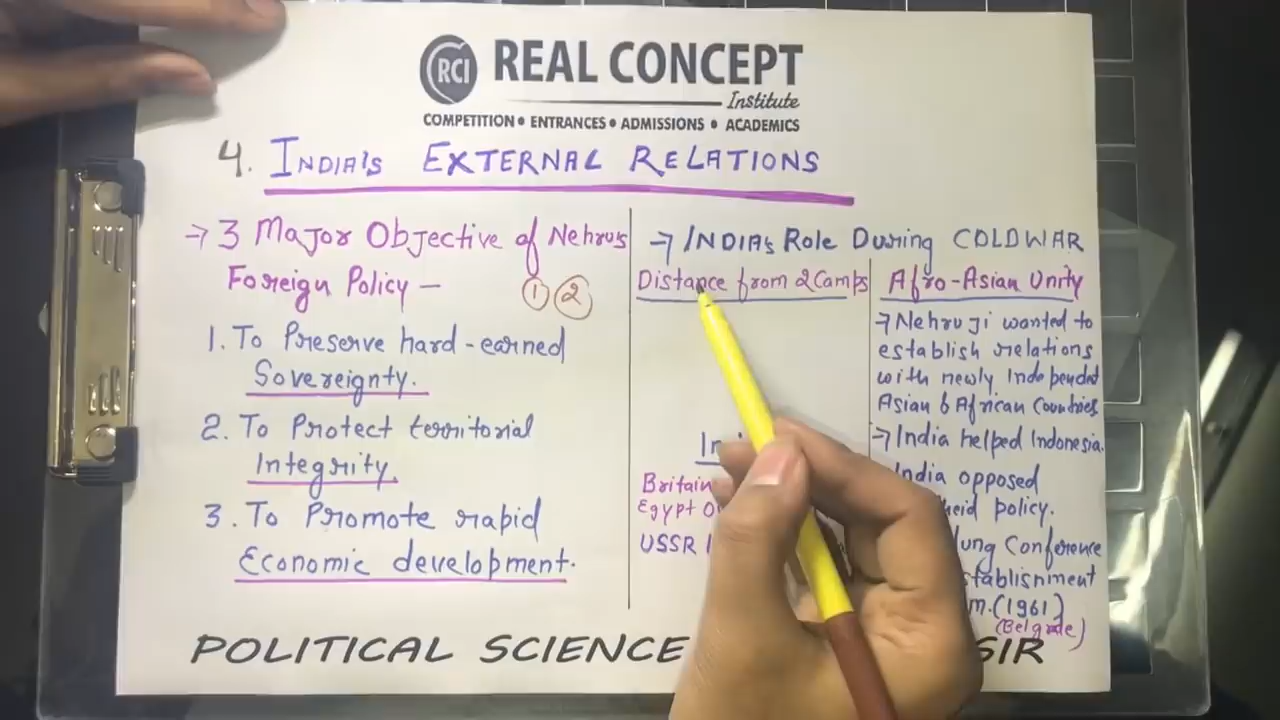 RCI REAL CONCEPT
Institute
COMPETITION • ENTRANCES • ADMISSIONS • ACADEMICS
4. INDIA's EXTERNAL RELATIONS
→ 3 Major Objective of Nehru's
Foreign Policy —
① ②
1. To Preserve hard-earned
Sovereignty.
2. To Protect territorial
Integrity.
3. To Promote rapid
Economic development.
→ INDIA's Role During COLDWAR
Distance from 2 Camps
Britain
Egypt
USSR
Afro-Asian Unity
→ Nehru Ji wanted to
establish relations
with newly Independed
Asian & African Countries
→ India helped Indonesia.
India opposed
policy.
Conference
(1961)
(Belgrade)
POLITICAL SCIENCE SIR